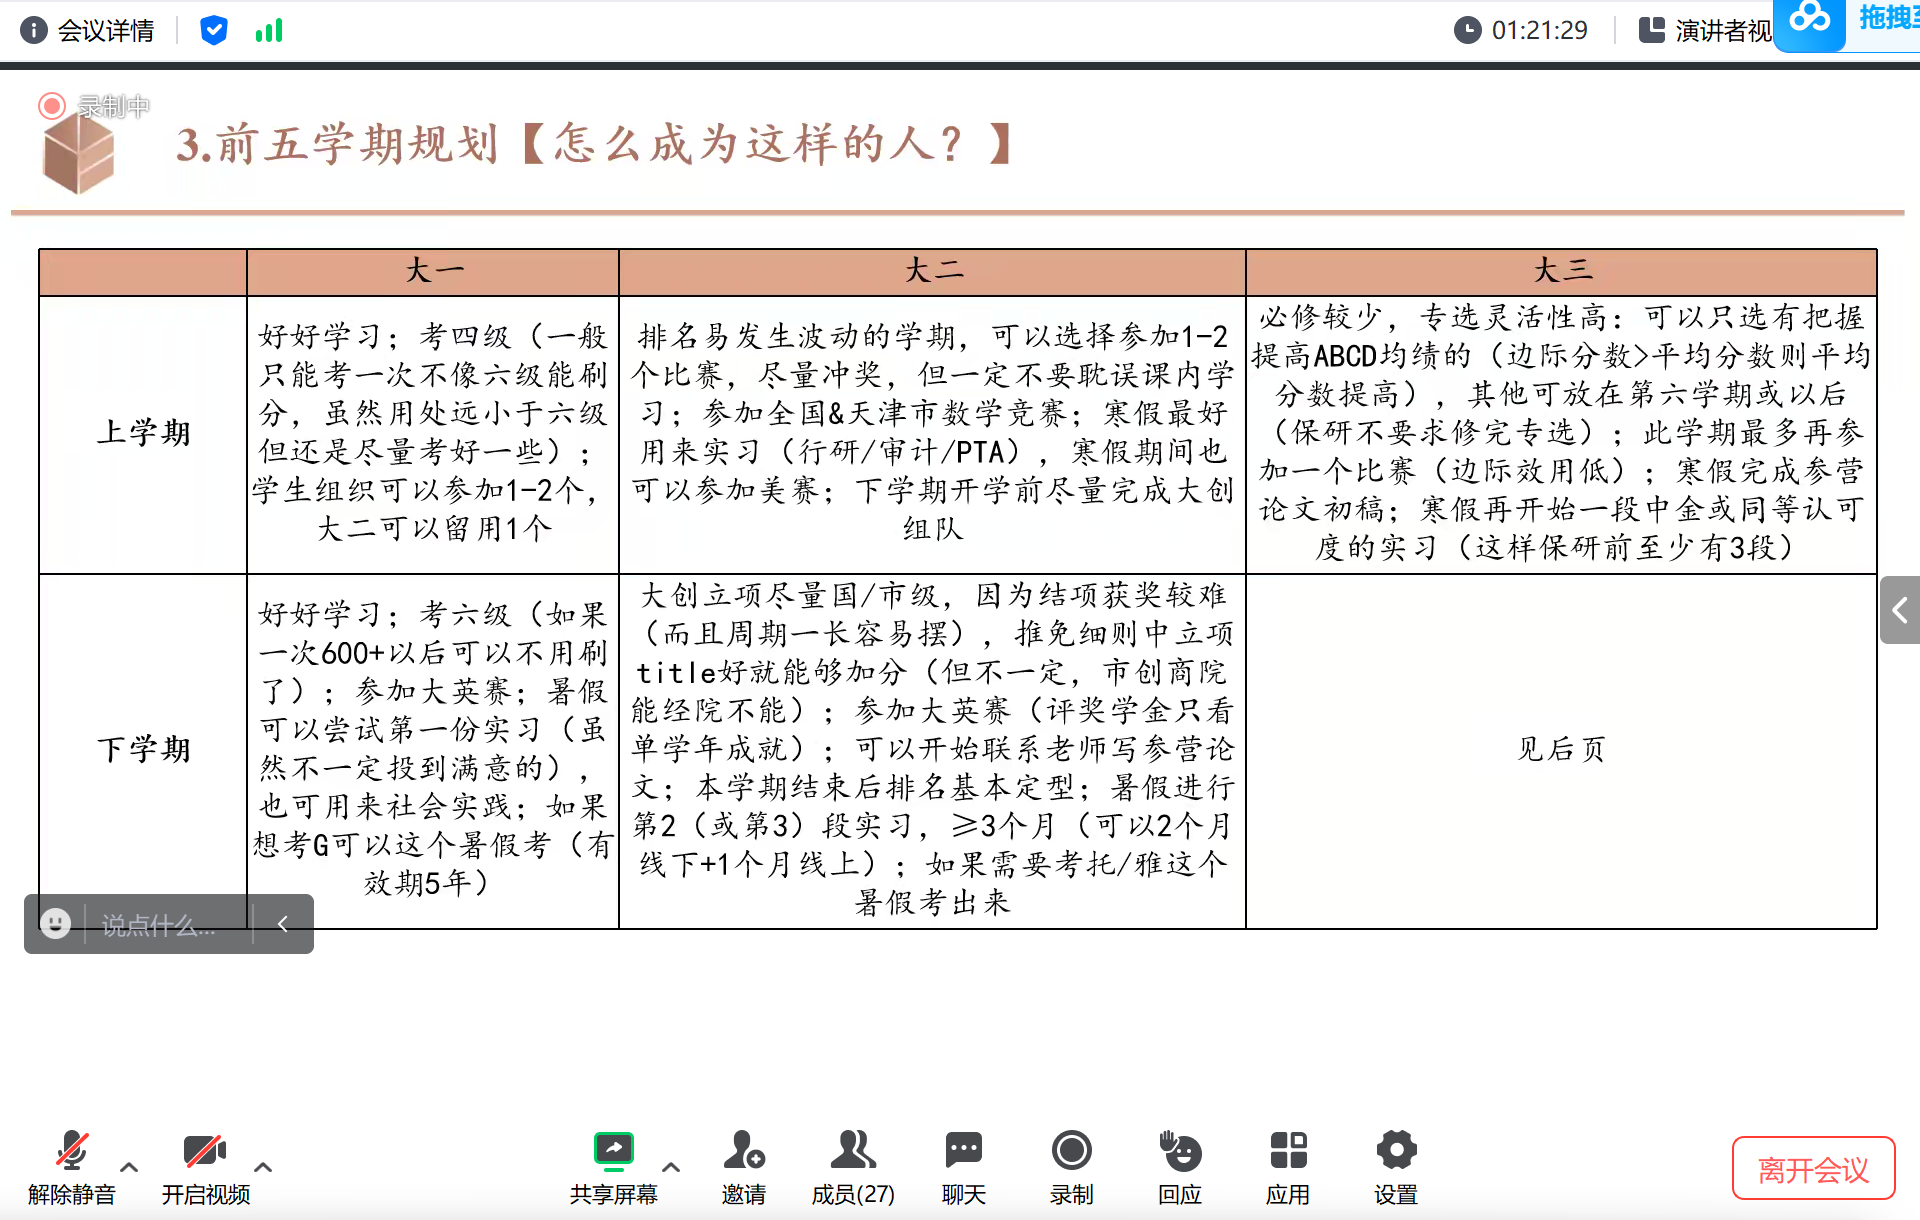 会议详情
01:21:29
演讲者视
拖拽至
录制中
3.前五学期规划【怎么成为这样的人？】
大一
大二
大三
上学期
好好学习；考四级（一般
只能考一次不像六级能刷
分，虽然用处远小于六级
但还是尽量考好一些）；
学生组织可以参加1-2个，
大二可以留用1个
排名易发生波动的学期，可以选择参加1-2
个比赛，尽量冲奖，但一定不要耽误课内学
习；参加全国&天津市数学竞赛；寒假最好
用来实习（行研/审计/PTA），寒假期间也
可以参加美赛；下学期开学前尽量完成大创
组队
必修较少，专选灵活性高：可以只选有把握
提高ABCD均绩的（边际分数>平均分数则平均
分数提高），其他可放在第六学期或以后
（保研不要求修完专选）；此学期最多再参
加一个比赛（边际效用低）；寒假完成参营
论文初稿；寒假再开始一段中金或同等认可
度的实习（这样保研前至少有3段）
下学期
好好学习；考六级（如果
一次600+以后可以不用刷
了）；参加大英赛；暑假
可以尝试第一份实习（虽
然不一定投到满意的），
也可用来社会实践；如果
想考G可以这个暑假考（有
效期5年）
大创立项尽量国/市级，因为结项获奖较难
（而且周期一长容易摆），推免细则中立项
title好就能够加分（但不一定，市创商院
能经院不能）；参加大英赛（评奖学金只看
单学年成就）；可以开始联系老师写参营论
文；本学期结束后排名基本定型；暑假进行
第2（或第3）段实习，≥3个月（可以2个月
线下+1个月线上）；如果需要考托/雅这个
暑假考出来
见后页
说点什么...
解除静音
开启视频
共享屏幕
邀请
成员(27)
聊天
录制
回应
应用
设置
离开会议